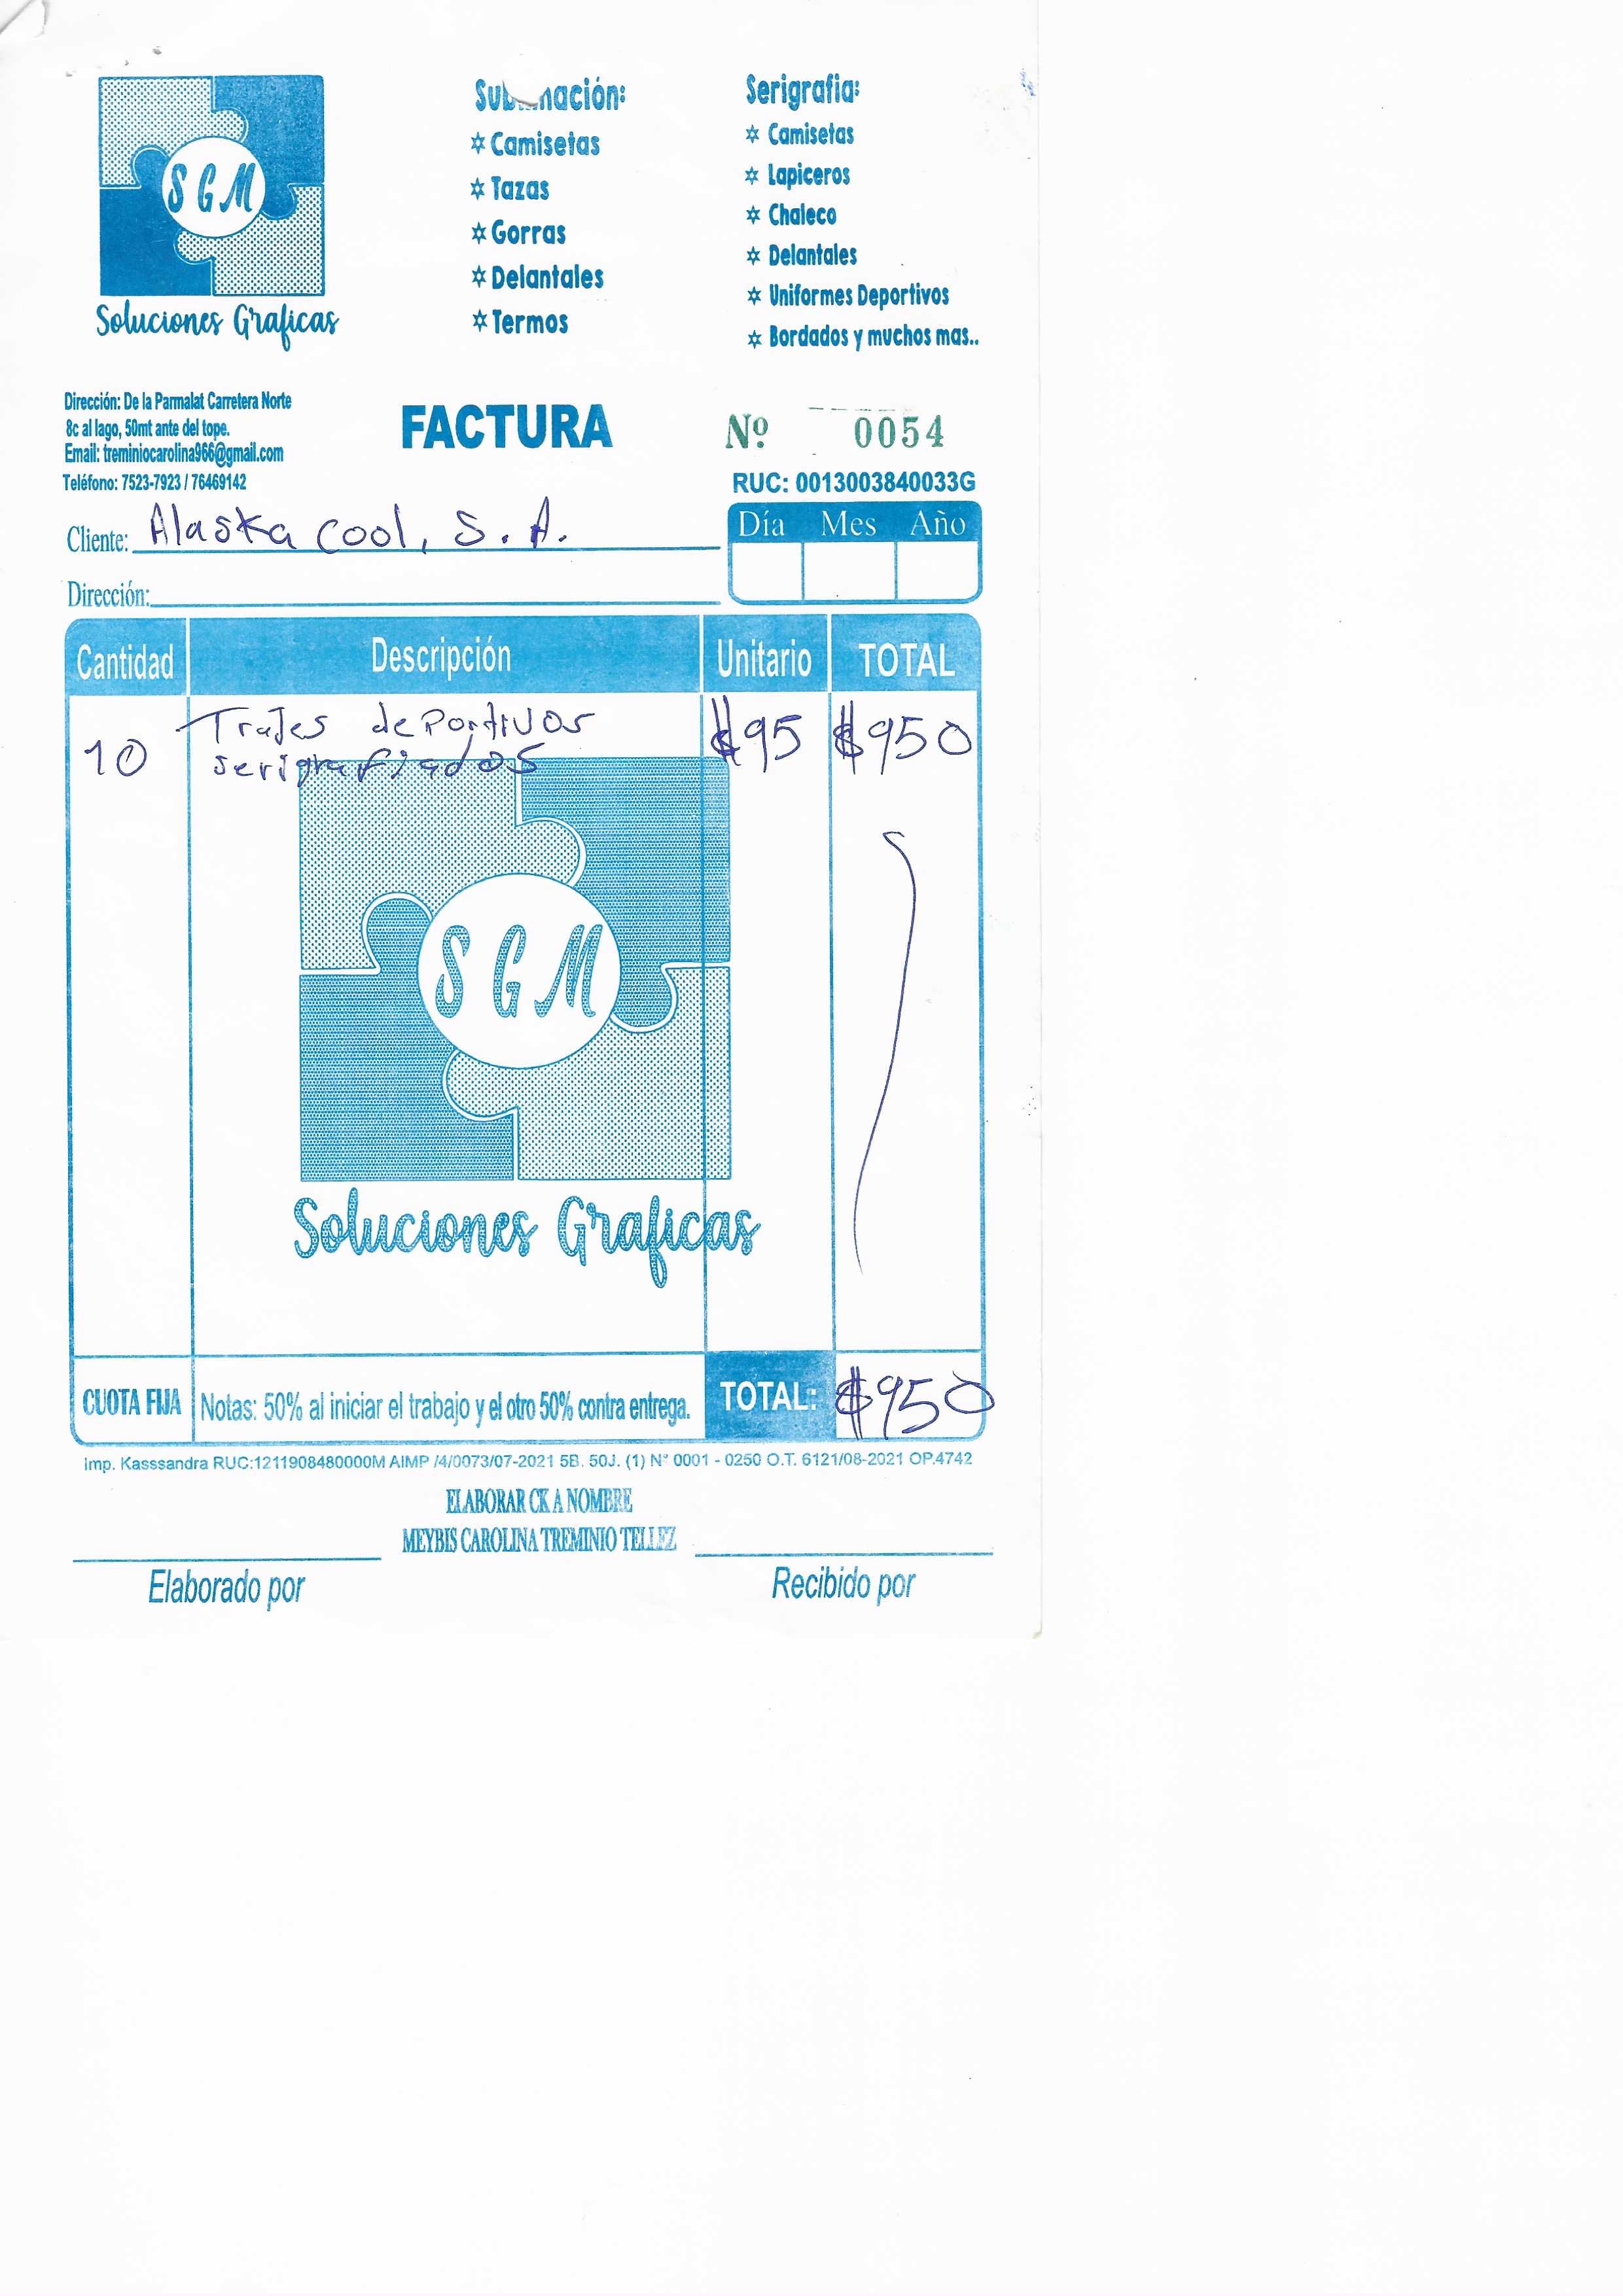 SGM
Soluciones Graficas
✡ Camisetas
✡ Tazas
✡ Gorras
✡ Delantales
✡ Termos
Serigrafia:
✡ Camisetas
✡ Lapiceros
✡ Chaleco
✡ Delantales
✡ Uniformes Deportivos
✡ Bordados y muchos mas..
Dirección: De la Parmalat Carretera Norte
8c al lago, 50mt ante del tope.
Email: treminiocarolina966@gmail.com
Teléfono: 7523-7923 / 76469142
FACTURA
Nº 0054
RUC: 0013003840033G
Cliente: Alaska Cool, S. A.
Día Mes Año
Dirección:
Cantidad Descripción Unitario TOTAL
10 Trajes deportivos $95 $950
serigrafiados
SGM
Soluciones Graficas
CUOTA FIJA Notas: 50% al iniciar el trabajo y el otro 50% contra entrega. TOTAL: $950
Imp. Kasssandra RUC:1211908480000M AIMP /4/0073/07-2021 5B. 50J. (1) N° 0001 - 0250 O.T. 6121/08-2021 OP.4742
ELABORAR CK A NOMBRE
MEYBIS CAROLINA TREMINIO TELLEZ
Elaborado por
Recibido por